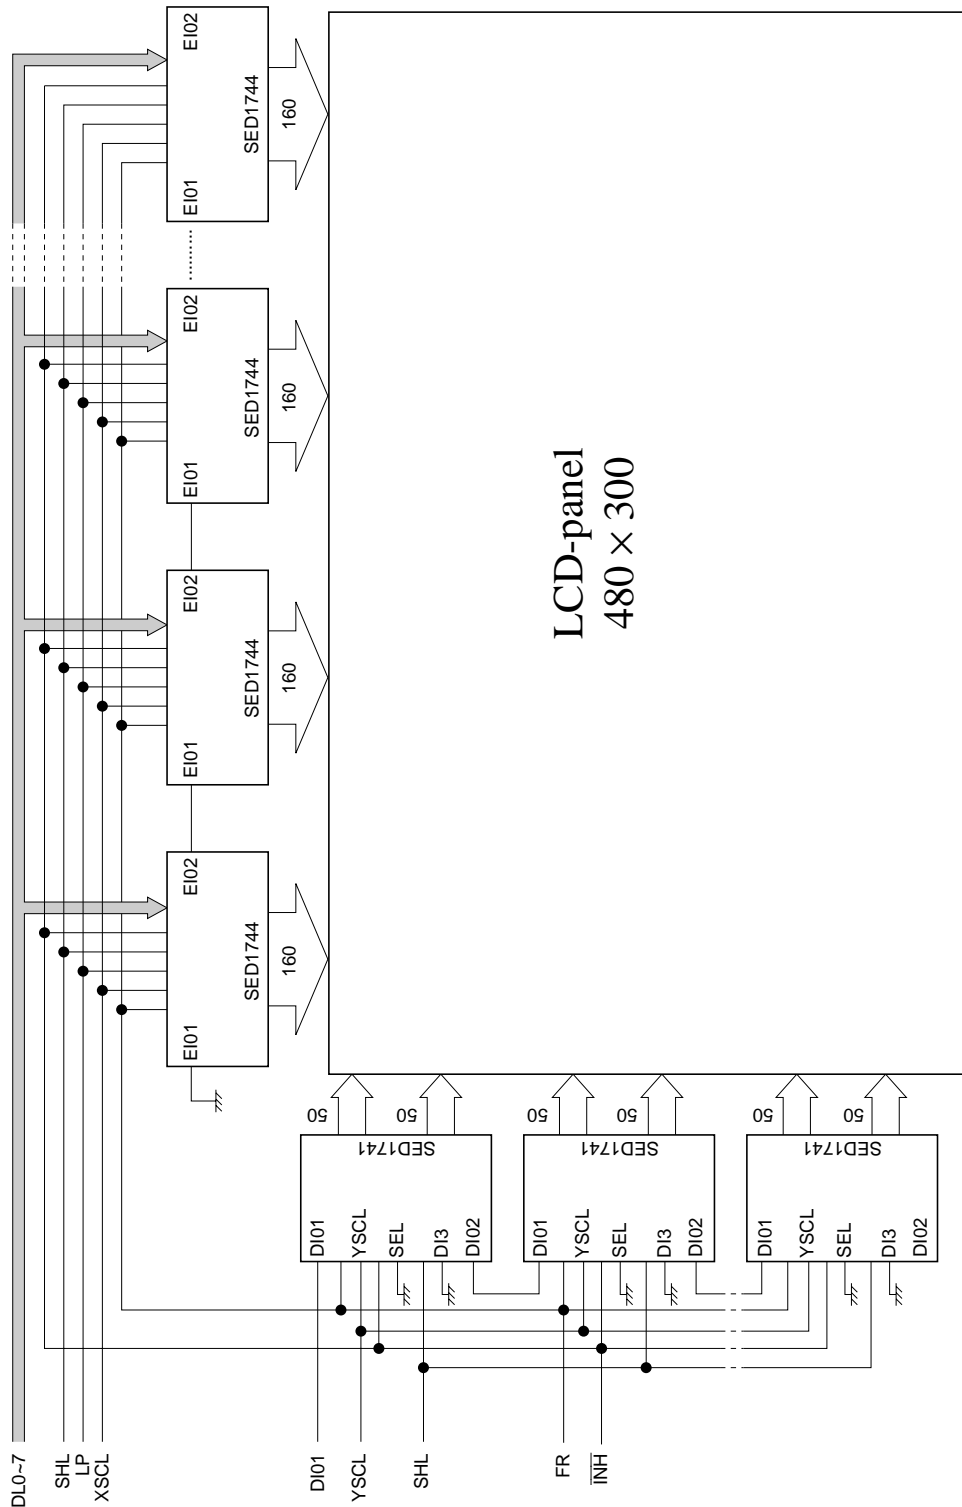 DL0~7
SHL
LP
XSCL
DI01
YSCL
SHL
FR
INH
EI01
EI02
SED1744
160
EI01
EI02
SED1744
160
EI01
EI02
SED1744
160
EI01
EI02
SED1744
160
LCD-panel
480 × 300
DI01
YSCL
SEL
DI3
DI02
SED1741
50
50
DI01
YSCL
SEL
DI3
DI02
SED1741
50
50
DI01
YSCL
SEL
DI3
DI02
SED1741
50
50